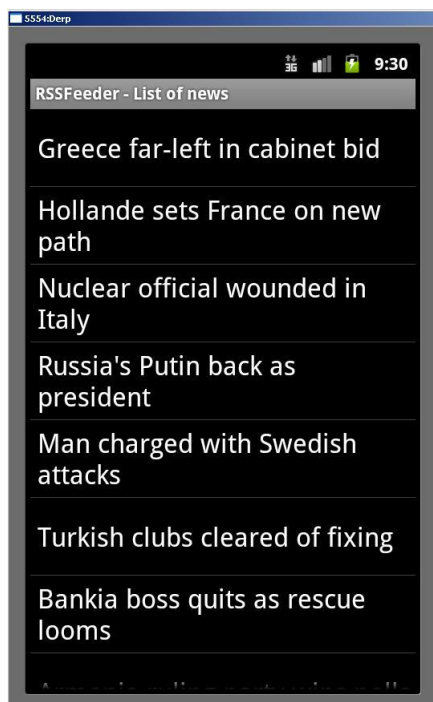 5554:Derp
3G 9:30
RSSFeeder - List of news
Greece far-left in cabinet bid
Hollande sets France on new
path
Nuclear official wounded in
Italy
Russia's Putin back as
president
Man charged with Swedish
attacks
Turkish clubs cleared of fixing
Bankia boss quits as rescue
looms